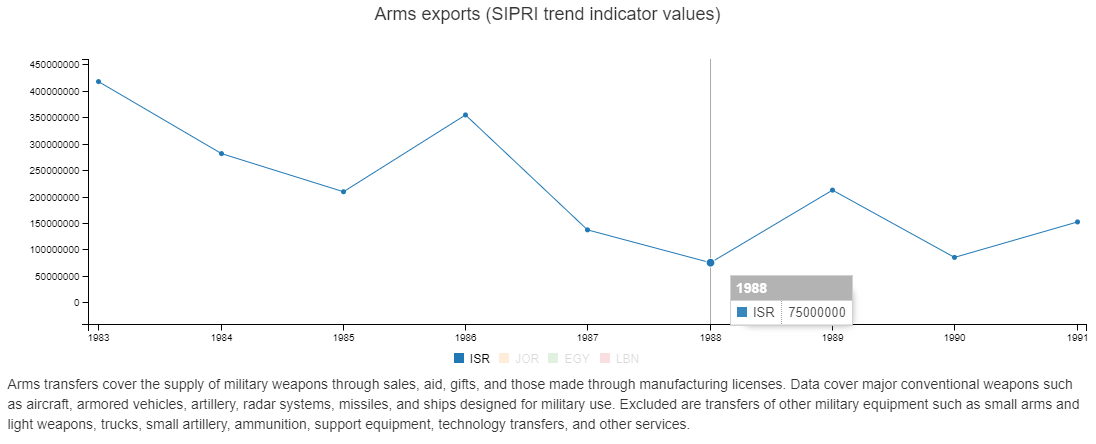 Arms exports (SIPRI trend indicator values)
450000000
400000000
350000000
300000000
250000000
200000000
150000000
100000000
50000000
0
1988
ISR 75000000
1983 1984 1985 1986 1987 1988 1989 1990 1991
ISR JOR EGY LBN
Arms transfers cover the supply of military weapons through sales, aid, gifts, and those made through manufacturing licenses. Data cover major conventional weapons such
as aircraft, armored vehicles, artillery, radar systems, missiles, and ships designed for military use. Excluded are transfers of other military equipment such as small arms and
light weapons, trucks, small artillery, ammunition, support equipment, technology transfers, and other services.